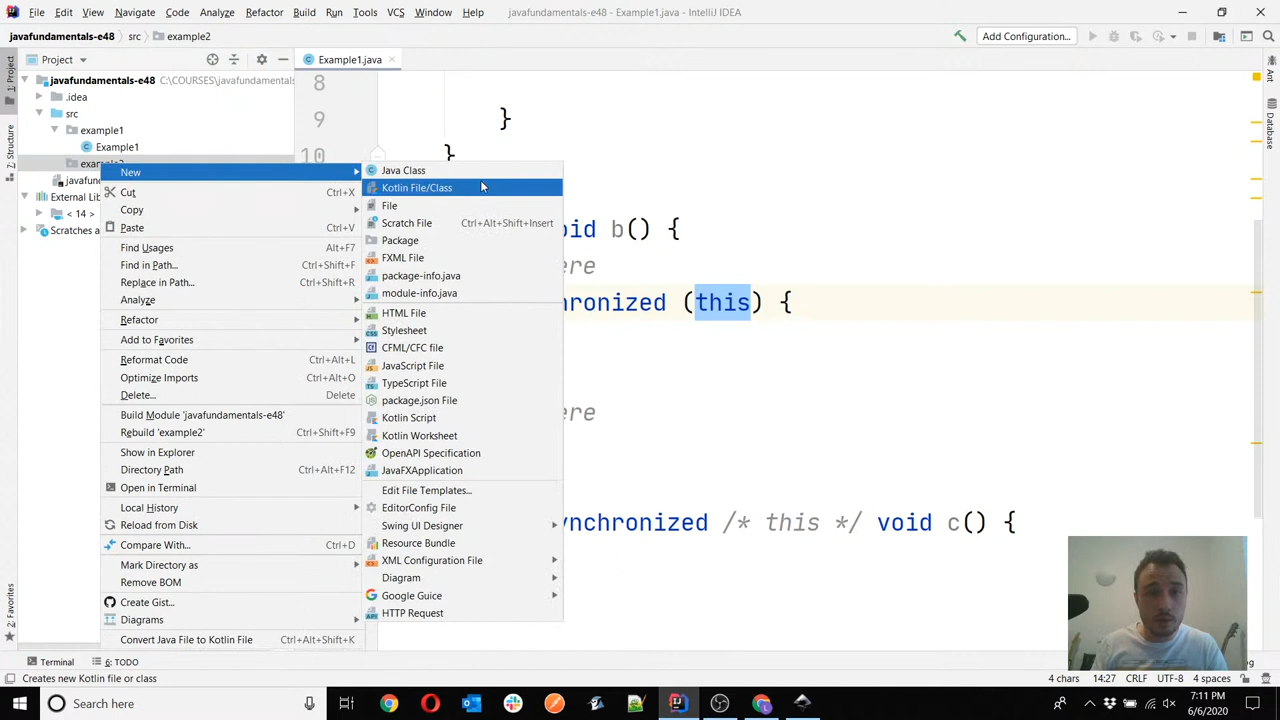 File Edit View Navigate Code Analyze Refactor Build Run Tools VCS Window Help javafundamentals-e48 - Example1.java - IntelliJ IDEA
javafundamentals-e48 src example2 Add Configuration...
Project Example1.java
1: Project
javafundamentals-e48 C:\COURSES\javafundamentals
.idea
src
example1
Example1
javafun
External Lib
< 14 >
Scratches a
Z: Structure
2: Favorites
Ant
Database
New
Cut Ctrl+X
Copy
Paste Ctrl+V
Find Usages Alt+F7
Find in Path... Ctrl+Shift+F
Replace in Path... Ctrl+Shift+R
Analyze
Refactor
Add to Favorites
Reformat Code Ctrl+Alt+L
Optimize Imports Ctrl+Alt+O
Delete... Delete
Build Module 'javafundamentals-e48'
Rebuild 'example2' Ctrl+Shift+F9
Show in Explorer
Directory Path Ctrl+Alt+F12
Open in Terminal
Local History
Reload from Disk
Compare With... Ctrl+D
Mark Directory as
Remove BOM
Create Gist...
Diagrams
Convert Java File to Kotlin File Ctrl+Alt+Shift+K
Java Class
Kotlin File/Class
File
Scratch File Ctrl+Alt+Shift+Insert
Package
FXML File
package-info.java
module-info.java
HTML File
Stylesheet
CFML/CFC file
JavaScript File
TypeScript File
package.json File
Kotlin Script
Kotlin Worksheet
OpenAPI Specification
JavaFXApplication
Edit File Templates...
EditorConfig File
Swing UI Designer
Resource Bundle
XML Configuration File
Diagram
Google Guice
HTTP Request
8
9 }
10 }
oid b() {
ere
hronized (this) {
ere
ynchronized /* this */ void c() {
Terminal 6: TODO
Creates new Kotlin file or class 4 chars 14:27 CRLF UTF-8 4 spaces
Search here 7:11 PM
6/6/2020